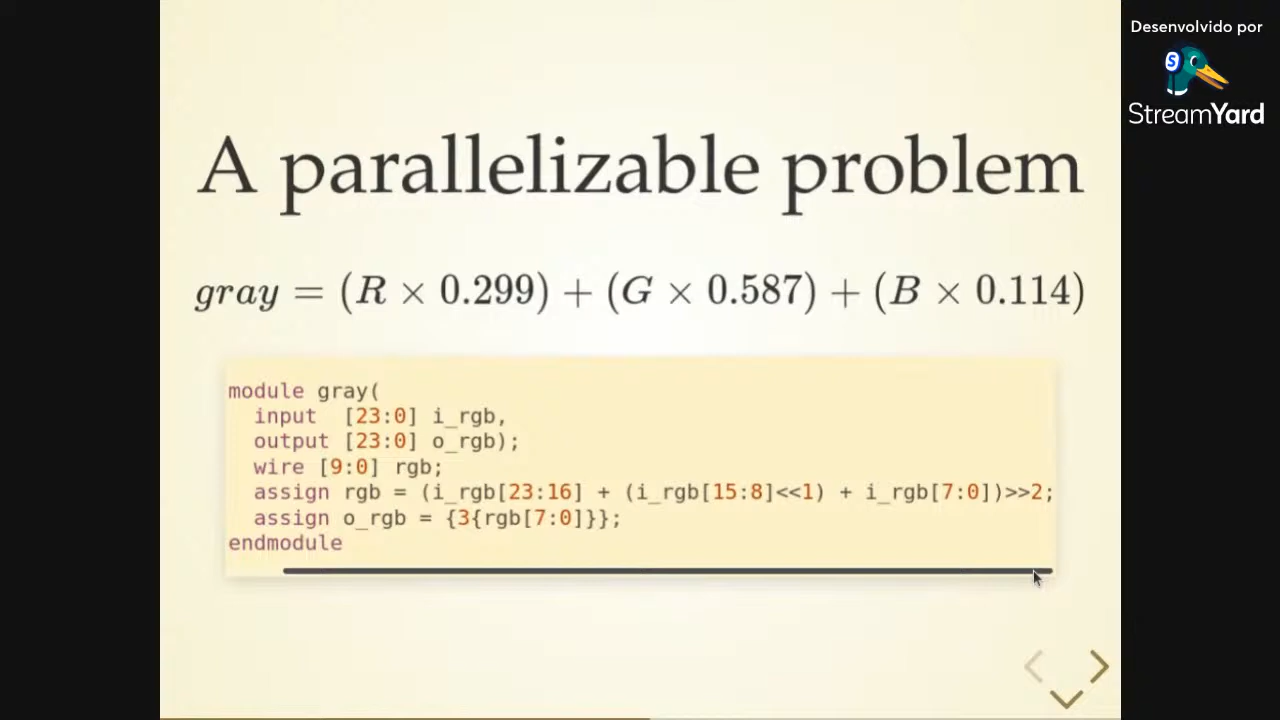 Desenvolvido por
StreamYard
A parallelizable problem
gray = (R × 0.299) + (G × 0.587) + (B × 0.114)
module gray(
  input  [23:0] i_rgb,
  output [23:0] o_rgb);
  wire [9:0] rgb;
  assign rgb = (i_rgb[23:16] + (i_rgb[15:8]<<1) + i_rgb[7:0])>>2;
  assign o_rgb = {3{rgb[7:0]}};
endmodule